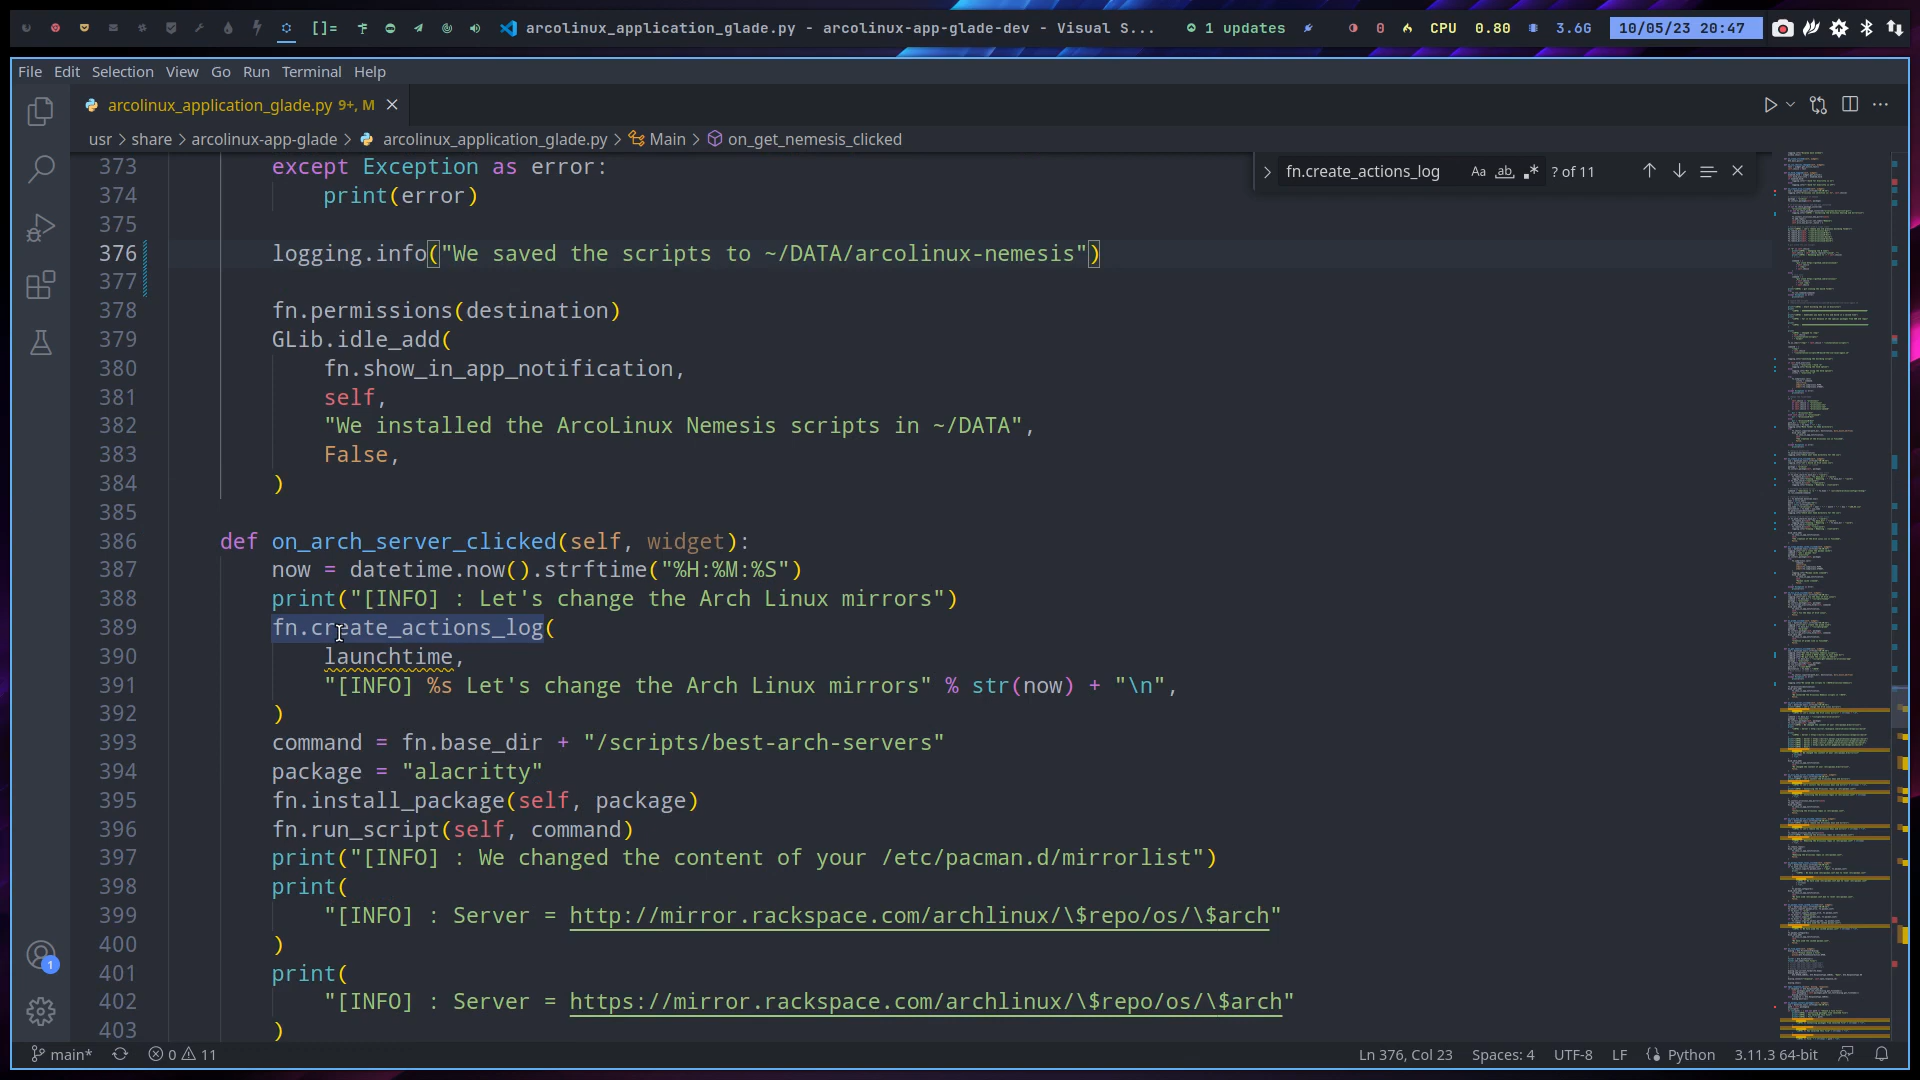 []=
arcolinux_application_glade.py - arcolinux-app-glade-dev - Visual S...
1 updates
0
CPU 0.80
3.6G
10/05/23 20:47
File Edit Selection View Go Run Terminal Help
arcolinux_application_glade.py 9+, M
usr > share > arcolinux-app-glade > arcolinux_application_glade.py > Main > on_get_nemesis_clicked
fn.create_actions_log Aa ab ? of 11
373 except Exception as error:
374 print(error)
375
376 logging.info("We saved the scripts to ~/DATA/arcolinux-nemesis")
377
378 fn.permissions(destination)
379 GLib.idle_add(
380 fn.show_in_app_notification,
381 self,
382 "We installed the ArcoLinux Nemesis scripts in ~/DATA",
383 False,
384 )
385
386 def on_arch_server_clicked(self, widget):
387 now = datetime.now().strftime("%H:%M:%S")
388 print("[INFO] : Let's change the Arch Linux mirrors")
389 fn.create_actions_log(
390 launchtime,
391 "[INFO] %s Let's change the Arch Linux mirrors" % str(now) + "\n",
392 )
393 command = fn.base_dir + "/scripts/best-arch-servers"
394 package = "alacritty"
395 fn.install_package(self, package)
396 fn.run_script(self, command)
397 print("[INFO] : We changed the content of your /etc/pacman.d/mirrorlist")
398 print(
399 "[INFO] : Server = http://mirror.rackspace.com/archlinux/\$repo/os/\$arch"
400 )
401 print(
402 "[INFO] : Server = https://mirror.rackspace.com/archlinux/\$repo/os/\$arch"
403 )
1
main* 0 11 Ln 376, Col 23 Spaces: 4 UTF-8 LF Python 3.11.3 64-bit